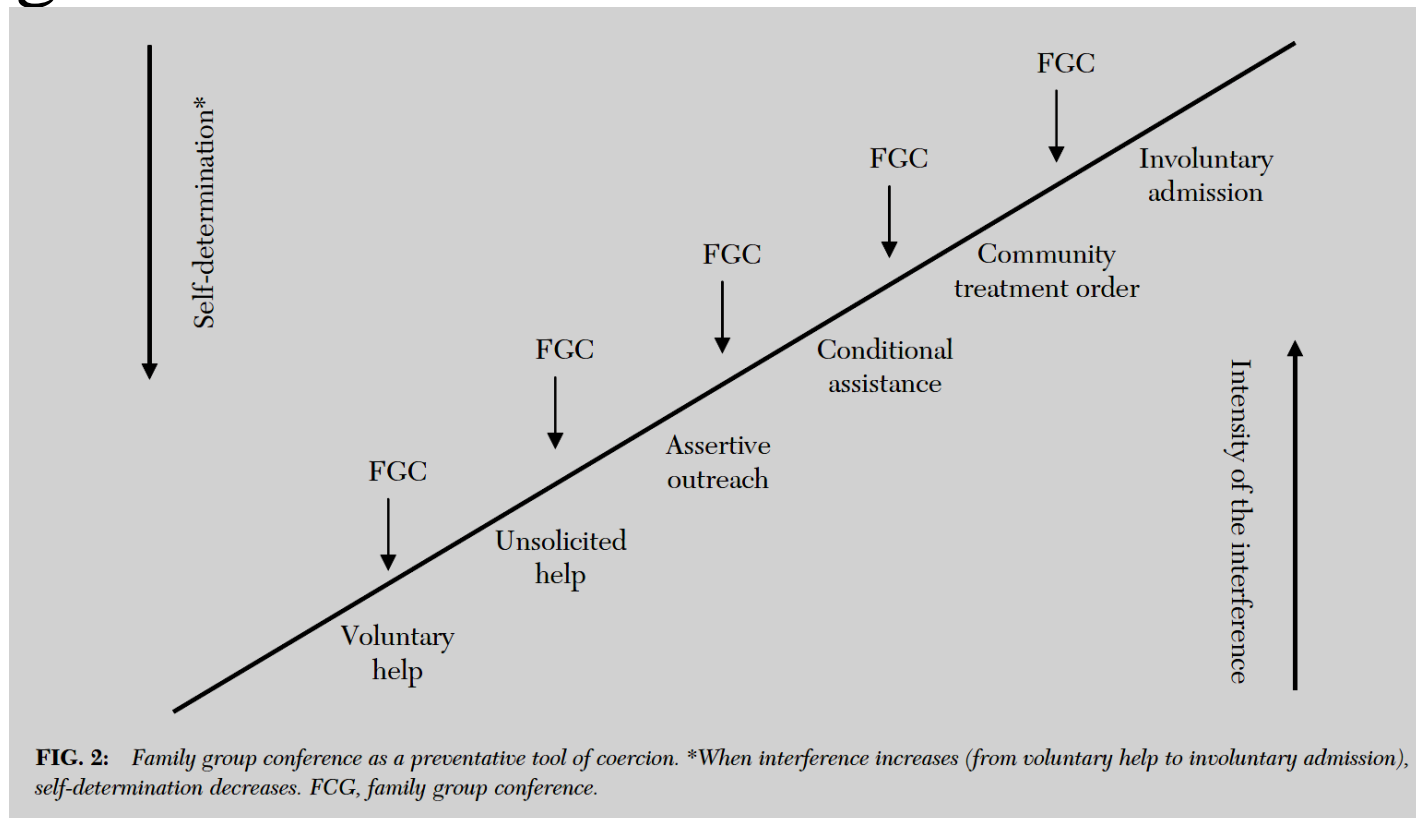 g
FGC
FGC
Involuntary
admission
Self-determination*
FGC
Community
treatment order
FGC
Conditional
assistance
Intensity of the interference
Assertive
outreach
FGC
Unsolicited
help
Voluntary
help
FIG. 2: Family group conference as a preventative tool of coercion. *When interference increases (from voluntary help to involuntary admission),
self-determination decreases. FCG, family group conference.